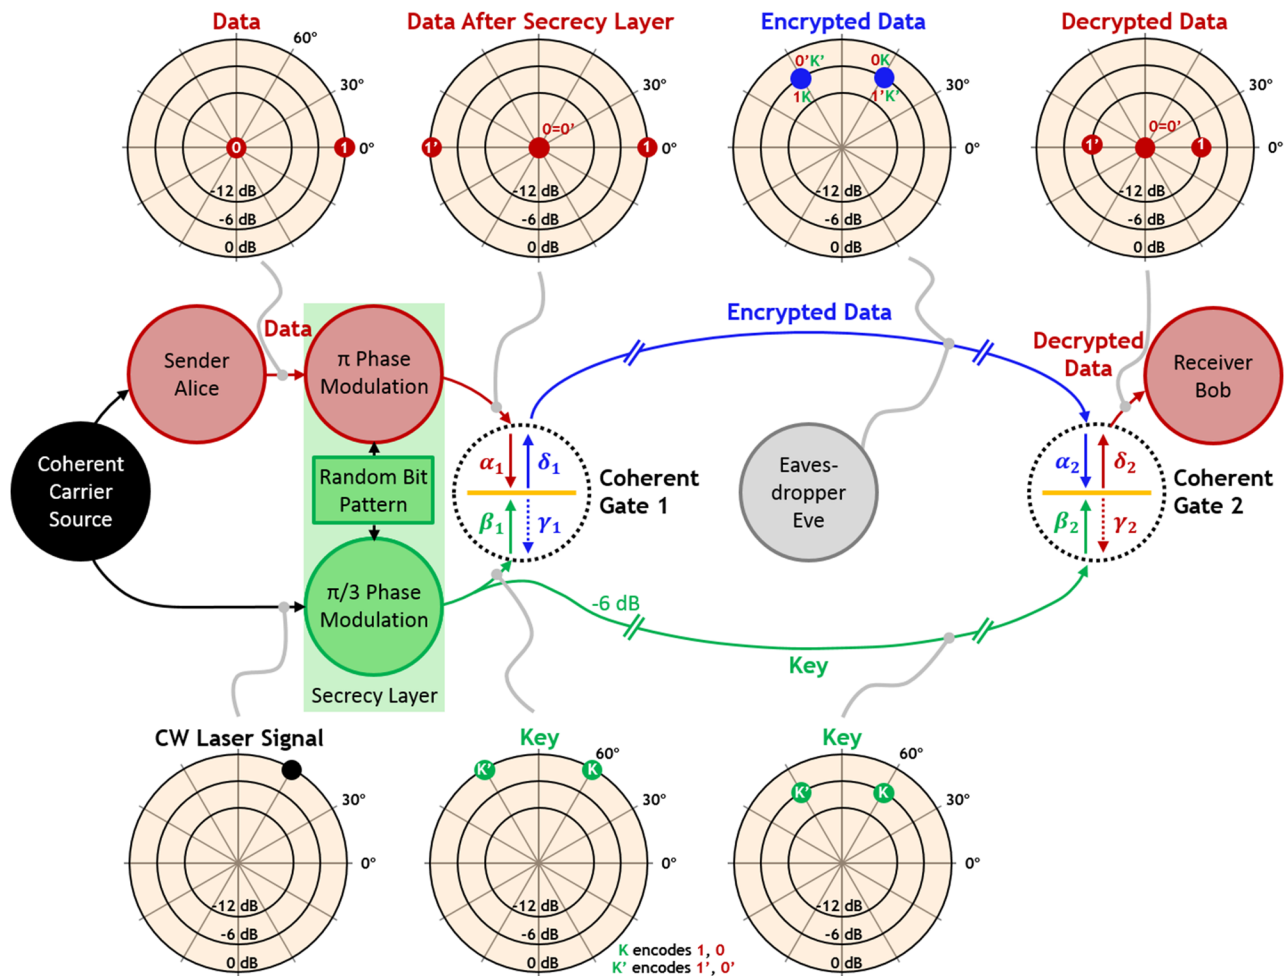 Data
60°
30°
0
1
0°
-12 dB
-6 dB
0 dB
Data After Secrecy Layer
30°
0=0’
1’
1
0°
-12 dB
-6 dB
0 dB
Encrypted Data
0’K’
0K
1K
1’K’
30°
0°
-12 dB
-6 dB
0 dB
Decrypted Data
30°
0=0’
1’
1
0°
-12 dB
-6 dB
0 dB
Coherent
Carrier
Source
Sender
Alice
Data
π Phase
Modulation
Random Bit
Pattern
π/3 Phase
Modulation
Secrecy Layer
α1
δ1
β1
γ1
Coherent
Gate 1
Encrypted Data
Eaves-
dropper
Eve
-6 dB
Key
α2
δ2
β2
γ2
Coherent
Gate 2
Decrypted
Data
Receiver
Bob
CW Laser Signal
30°
0°
-12 dB
-6 dB
0 dB
Key
60°
K’
K
30°
0°
-12 dB
-6 dB
0 dB
K encodes 1, 0
K’ encodes 1’, 0’
Key
60°
K’
K
30°
0°
-12 dB
-6 dB
0 dB